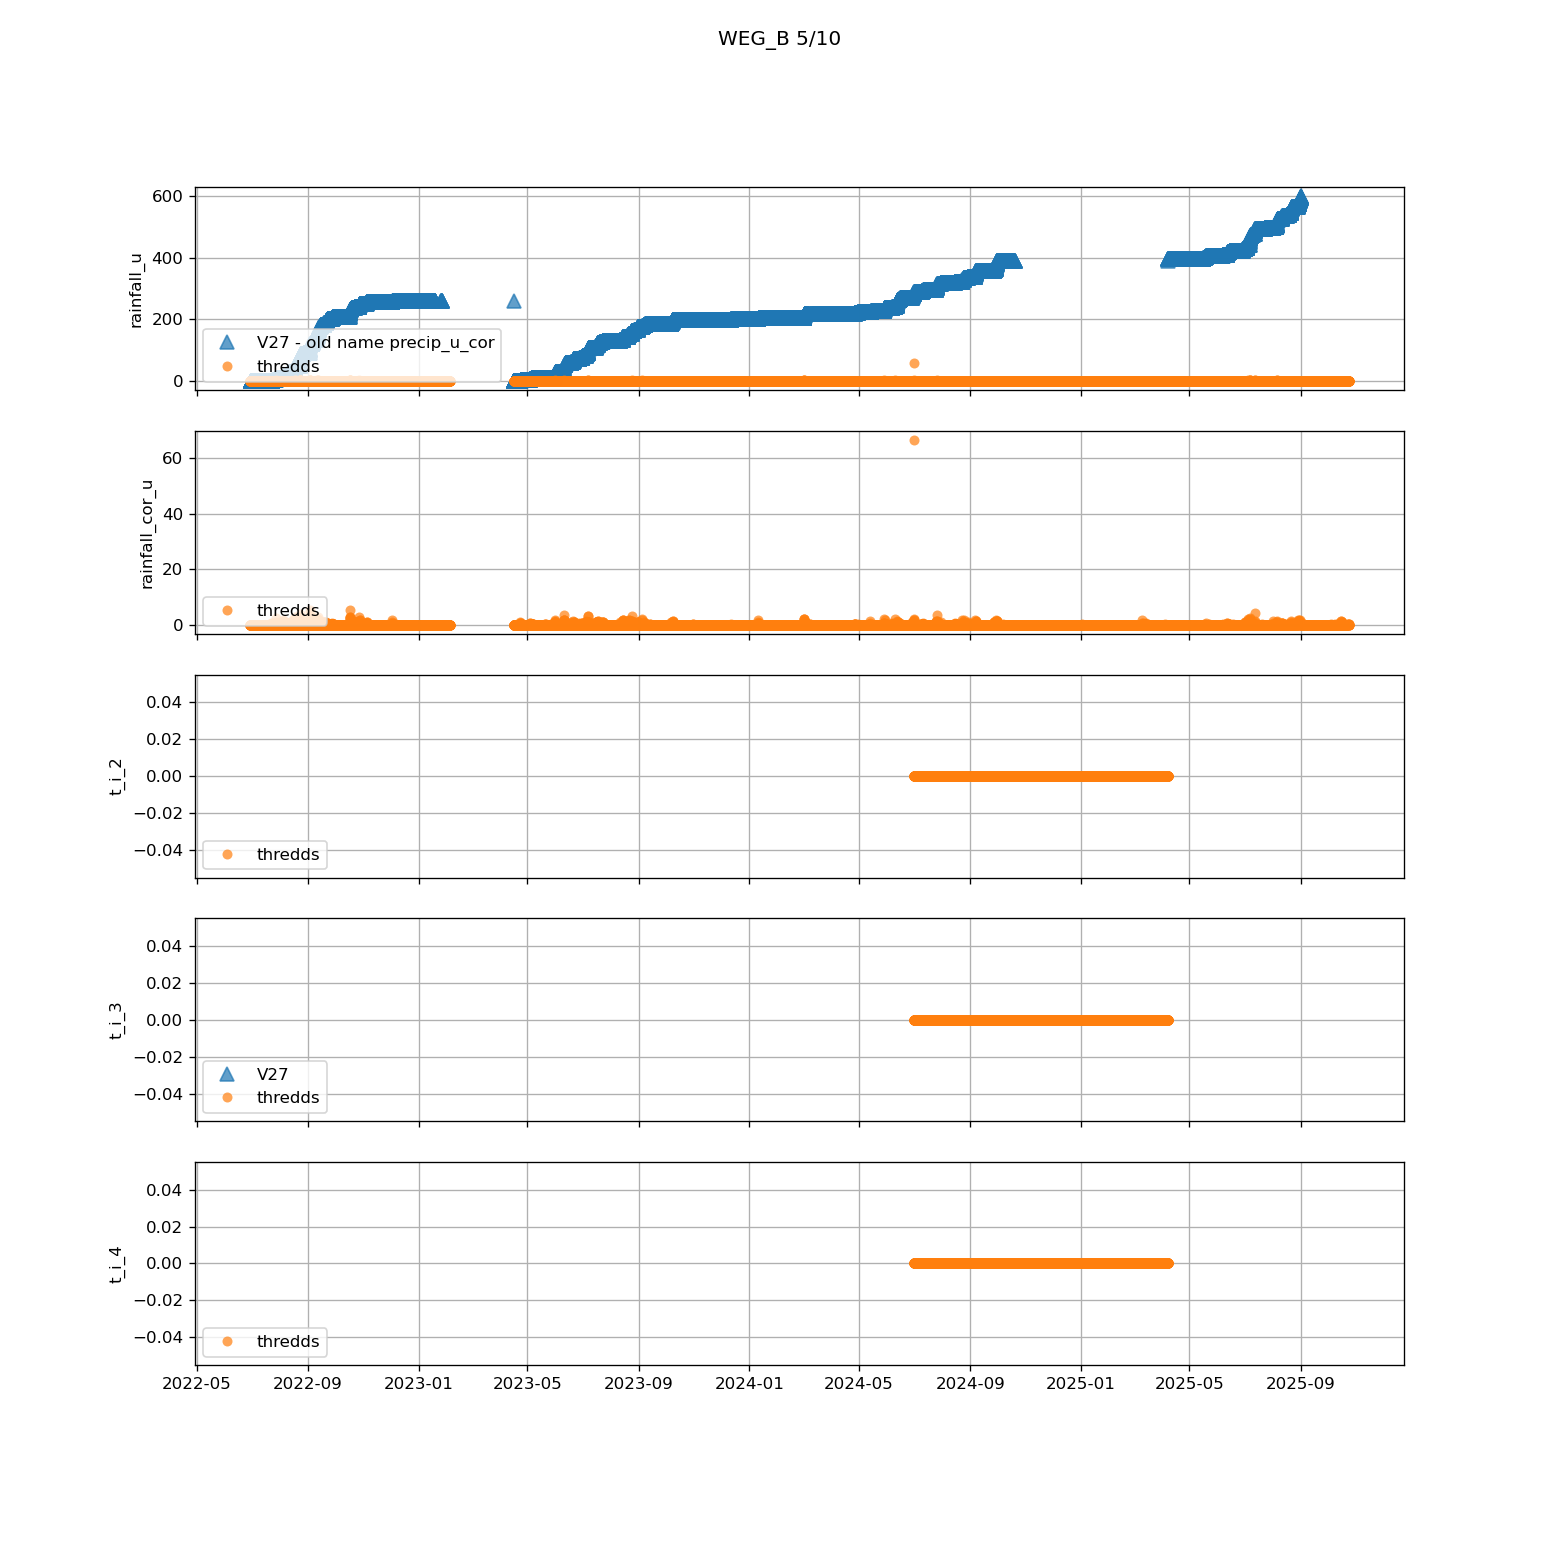 WEG_B 5/10
rainfall_u
600
400
200
0
V27 - old name precip_u_cor
thredds
rainfall_cor_u
60
40
20
0
thredds
t_i_2
0.04
0.02
0.00
−0.02
−0.04
thredds
t_i_3
0.04
0.02
0.00
−0.02
−0.04
V27
thredds
t_i_4
0.04
0.02
0.00
−0.02
−0.04
thredds
2022-05 2022-09 2023-01 2023-05 2023-09 2024-01 2024-05 2024-09 2025-01 2025-05 2025-09